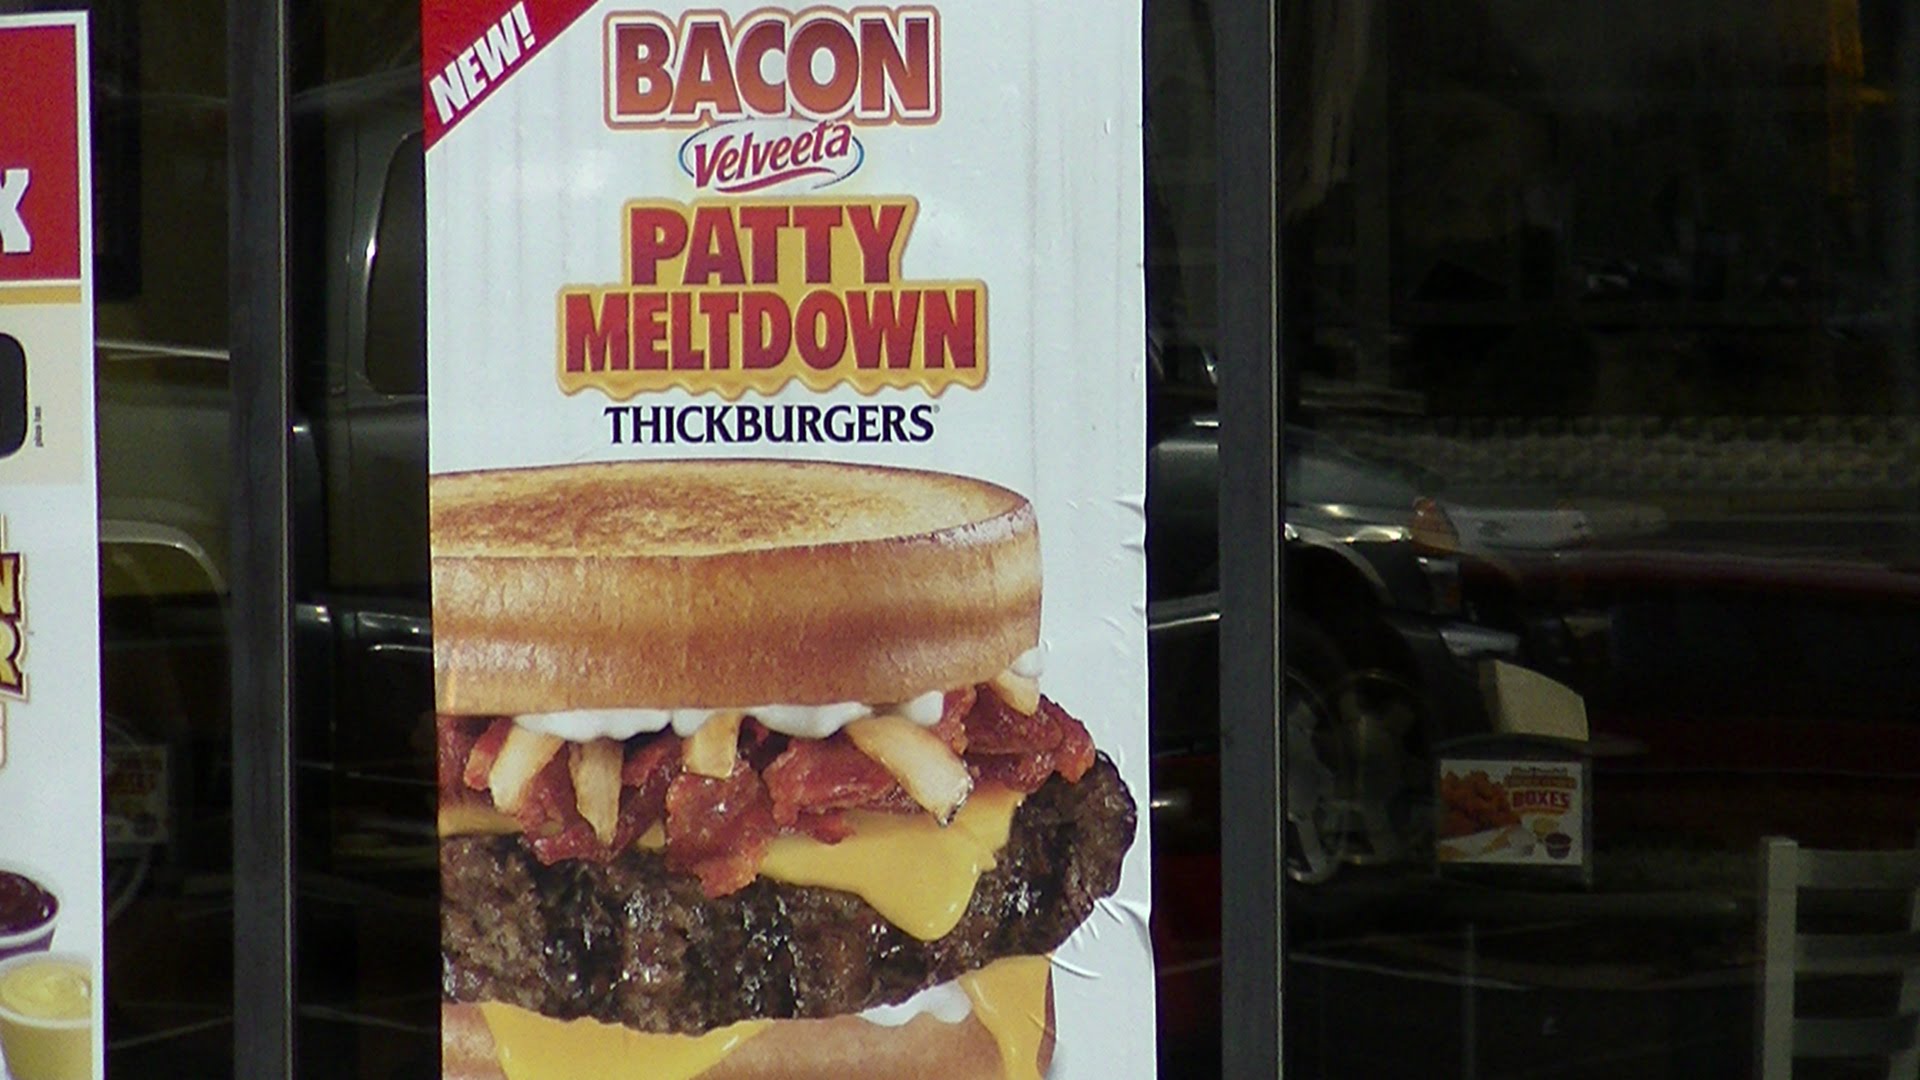 NEW!
BACON
Velveeta
PATTY
MELTDOWN
THICKBURGERS
BOXES